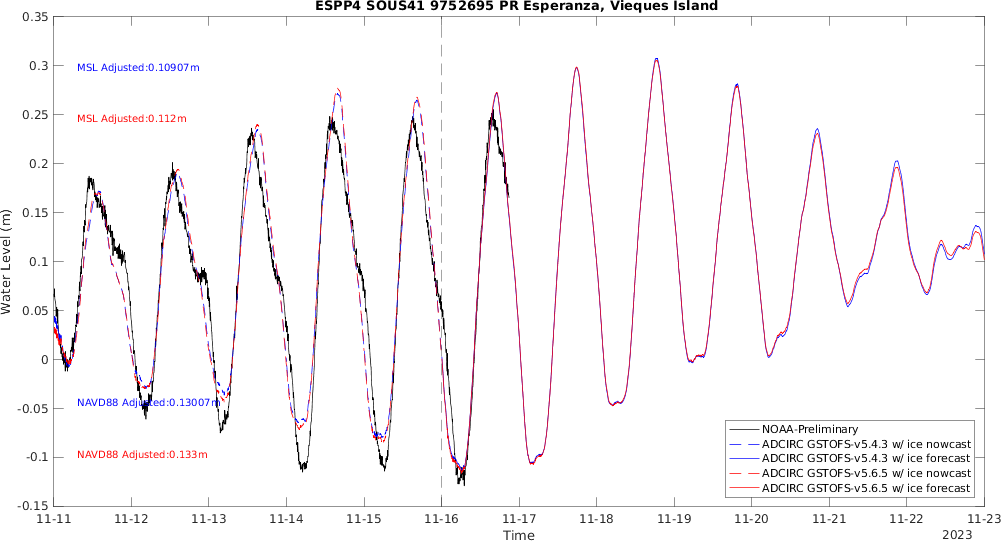 ESPP4 SOUS41 9752695 PR Esperanza, Vieques Island
0.35
0.3
0.25
0.2
0.15
0.1
0.05
0
-0.05
-0.1
-0.15
Water Level (m)
MSL Adjusted:0.10907m
MSL Adjusted:0.112m
NAVD88 Adjusted:0.13007m
NAVD88 Adjusted:0.133m
NOAA-Preliminary
ADCIRC GSTOFS-v5.4.3 w/ ice nowcast
ADCIRC GSTOFS-v5.4.3 w/ ice forecast
ADCIRC GSTOFS-v5.6.5 w/ ice nowcast
ADCIRC GSTOFS-v5.6.5 w/ ice forecast
11-11 11-12 11-13 11-14 11-15 11-16 11-17 11-18 11-19 11-20 11-21 11-22 11-23
Time
2023